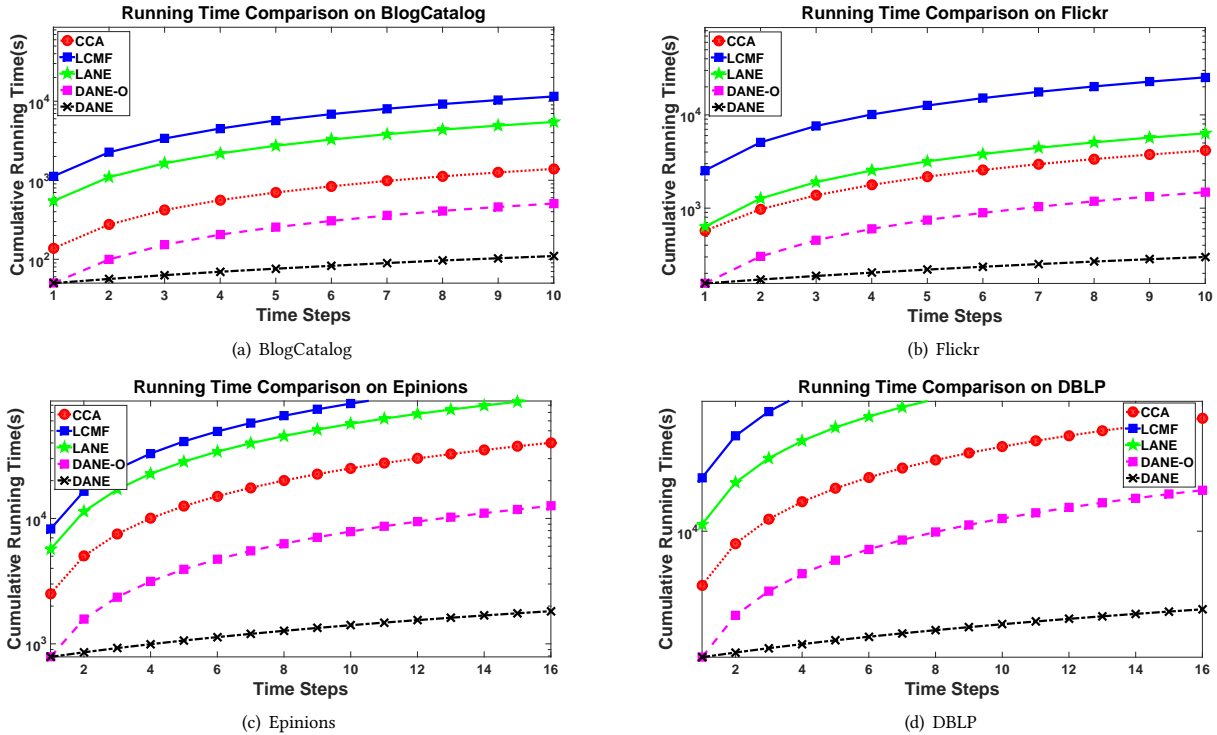 Running Time Comparison on BlogCatalog
Cumulative Running Time(s)
CCA
LCMF
LANE
DANE-O
DANE
10^4
10^3
10^2
1 2 3 4 5 6 7 8 9 10
Time Steps
(a) BlogCatalog
Running Time Comparison on Flickr
Cumulative Running Time(s)
CCA
LCMF
LANE
DANE-O
DANE
10^4
10^3
1 2 3 4 5 6 7 8 9 10
Time Steps
(b) Flickr
Running Time Comparison on Epinions
Cumulative Running Time(s)
CCA
LCMF
LANE
DANE-O
DANE
10^4
10^3
2 4 6 8 10 12 14 16
Time Steps
(c) Epinions
Running Time Comparison on DBLP
Cumulative Running Time(s)
CCA
LCMF
LANE
DANE-O
DANE
10^4
2 4 6 8 10 12 14 16
Time Steps
(d) DBLP